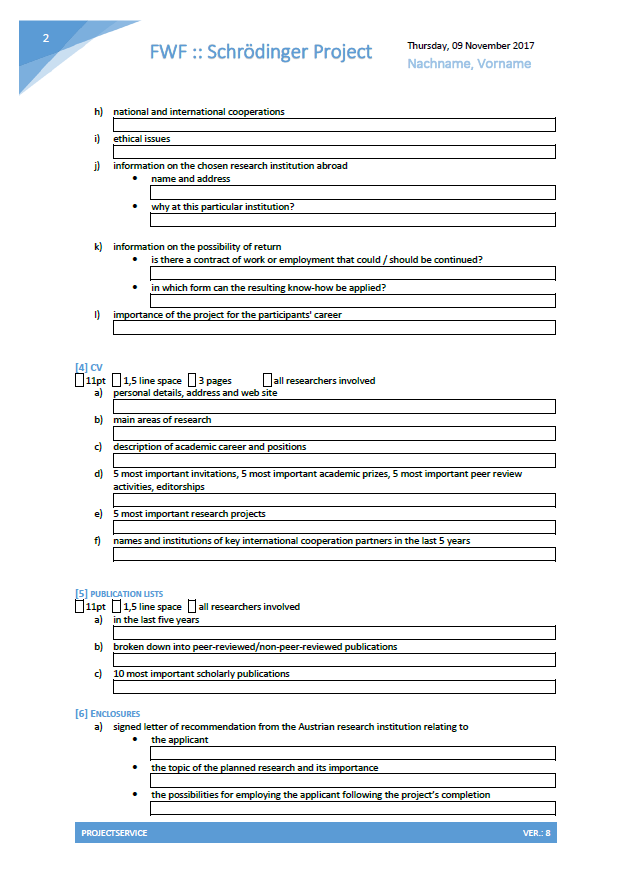 2
FWF :: Schrödinger Project
Thursday, 09 November 2017
Nachname, Vorname
h) national and international cooperations
i) ethical issues
j) information on the chosen research institution abroad
• name and address
• why at this particular institution?
k) information on the possibility of return
• is there a contract of work or employment that could / should be continued?
• in which form can the resulting know-how be applied?
l) importance of the project for the participants' career
[4] CV
11pt 1,5 line space 3 pages all researchers involved
a) personal details, address and web site
b) main areas of research
c) description of academic career and positions
d) 5 most important invitations, 5 most important academic prizes, 5 most important peer review
activities, editorships
e) 5 most important research projects
f) names and institutions of key international cooperation partners in the last 5 years
[5] PUBLICATION LISTS
11pt 1,5 line space all researchers involved
a) in the last five years
b) broken down into peer-reviewed/non-peer-reviewed publications
c) 10 most important scholarly publications
[6] ENCLOSURES
a) signed letter of recommendation from the Austrian research institution relating to
• the applicant
• the topic of the planned research and its importance
• the possibilities for employing the applicant following the project's completion
PROJECTSERVICE VER.: 8